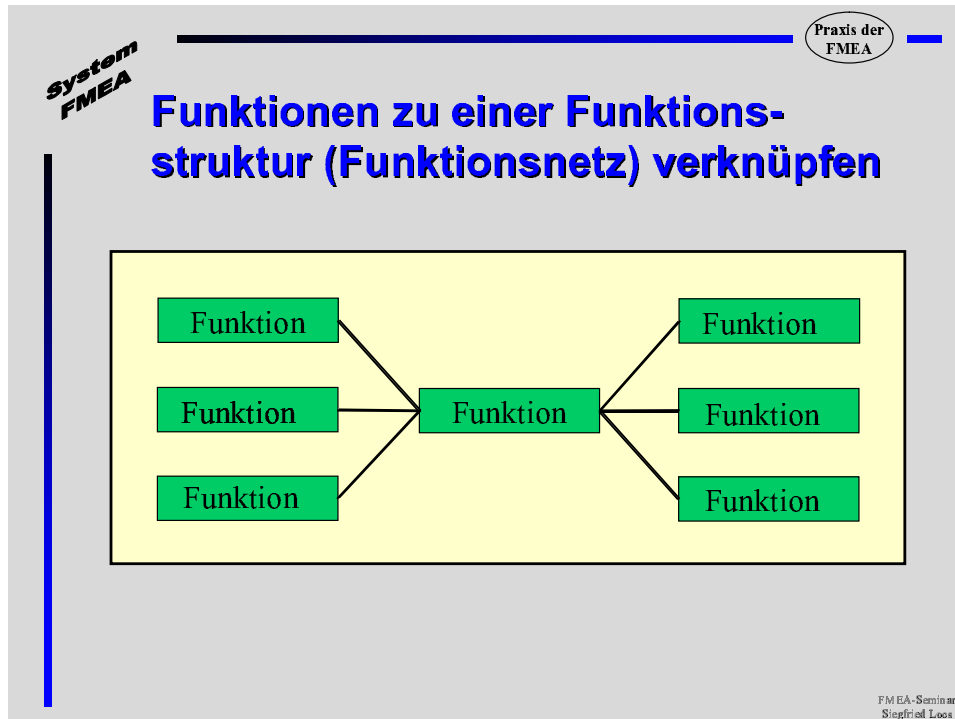 Praxis der
FMEA
System
FMEA
Funktionen zu einer Funktions-
struktur (Funktionsnetz) verknüpfen
Funktion
Funktion
Funktion
Funktion
Funktion
Funktion
Funktion
FMEA-Seminar
Siegfried Loos